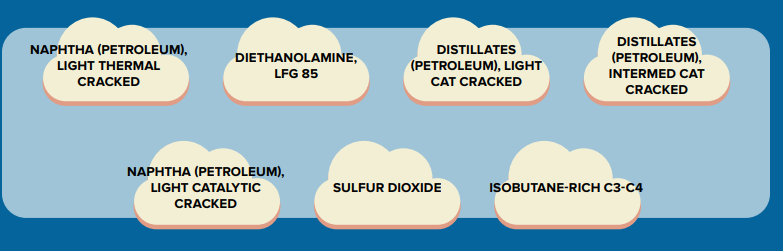 NAPHTHA (PETROLEUM),
LIGHT THERMAL
CRACKED
DIETHANOLAMINE,
LFG 85
DISTILLATES
(PETROLEUM), LIGHT
CAT CRACKED
DISTILLATES
(PETROLEUM),
INTERMED CAT
CRACKED
NAPHTHA (PETROLEUM),
LIGHT CATALYTIC
CRACKED
SULFUR DIOXIDE
ISOBUTANE-RICH C3-C4